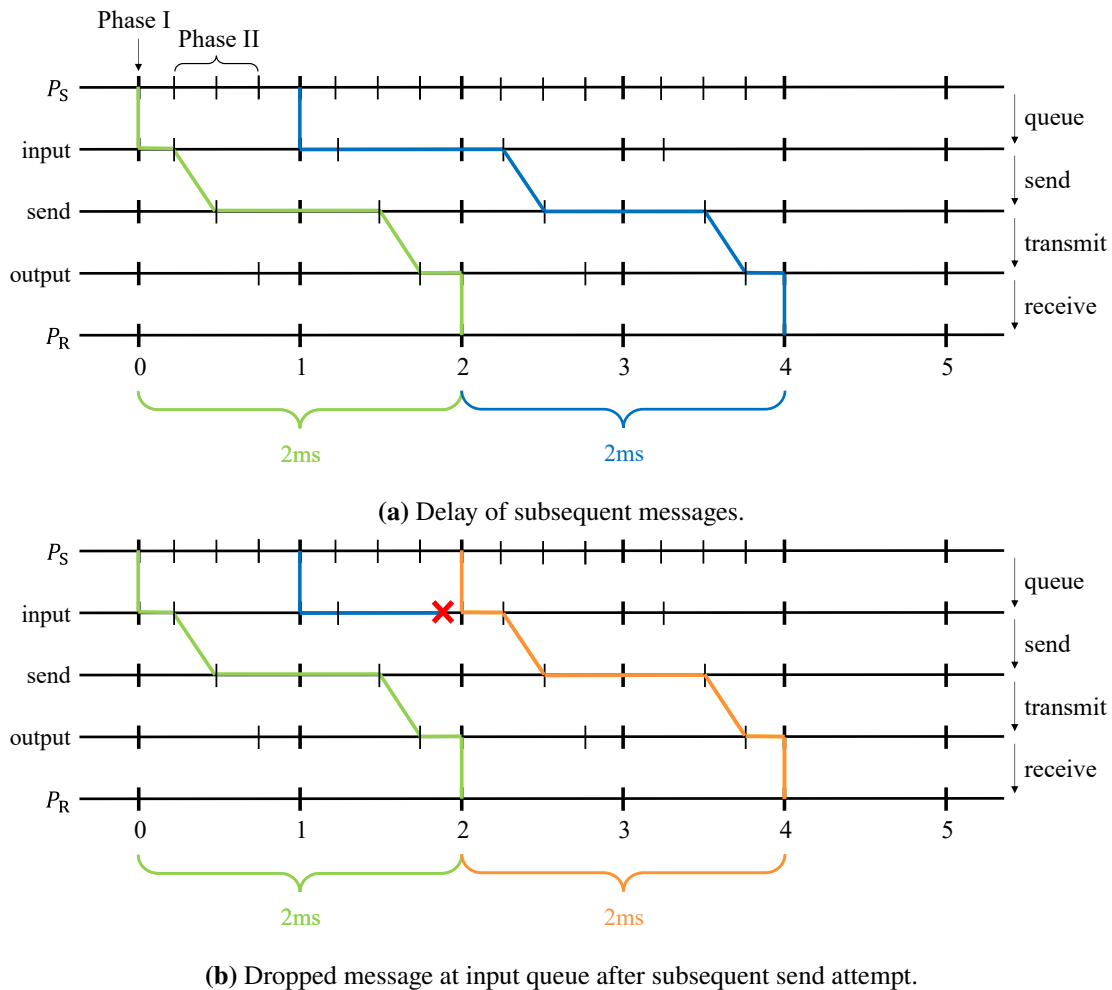 Phase I
Phase II
P_S
queue
input
send
send
transmit
output
receive
P_R
0 1 2 3 4 5
2ms 2ms
(a) Delay of subsequent messages.
P_S
queue
input
send
send
transmit
output
receive
P_R
0 1 2 3 4 5
2ms 2ms
(b) Dropped message at input queue after subsequent send attempt.